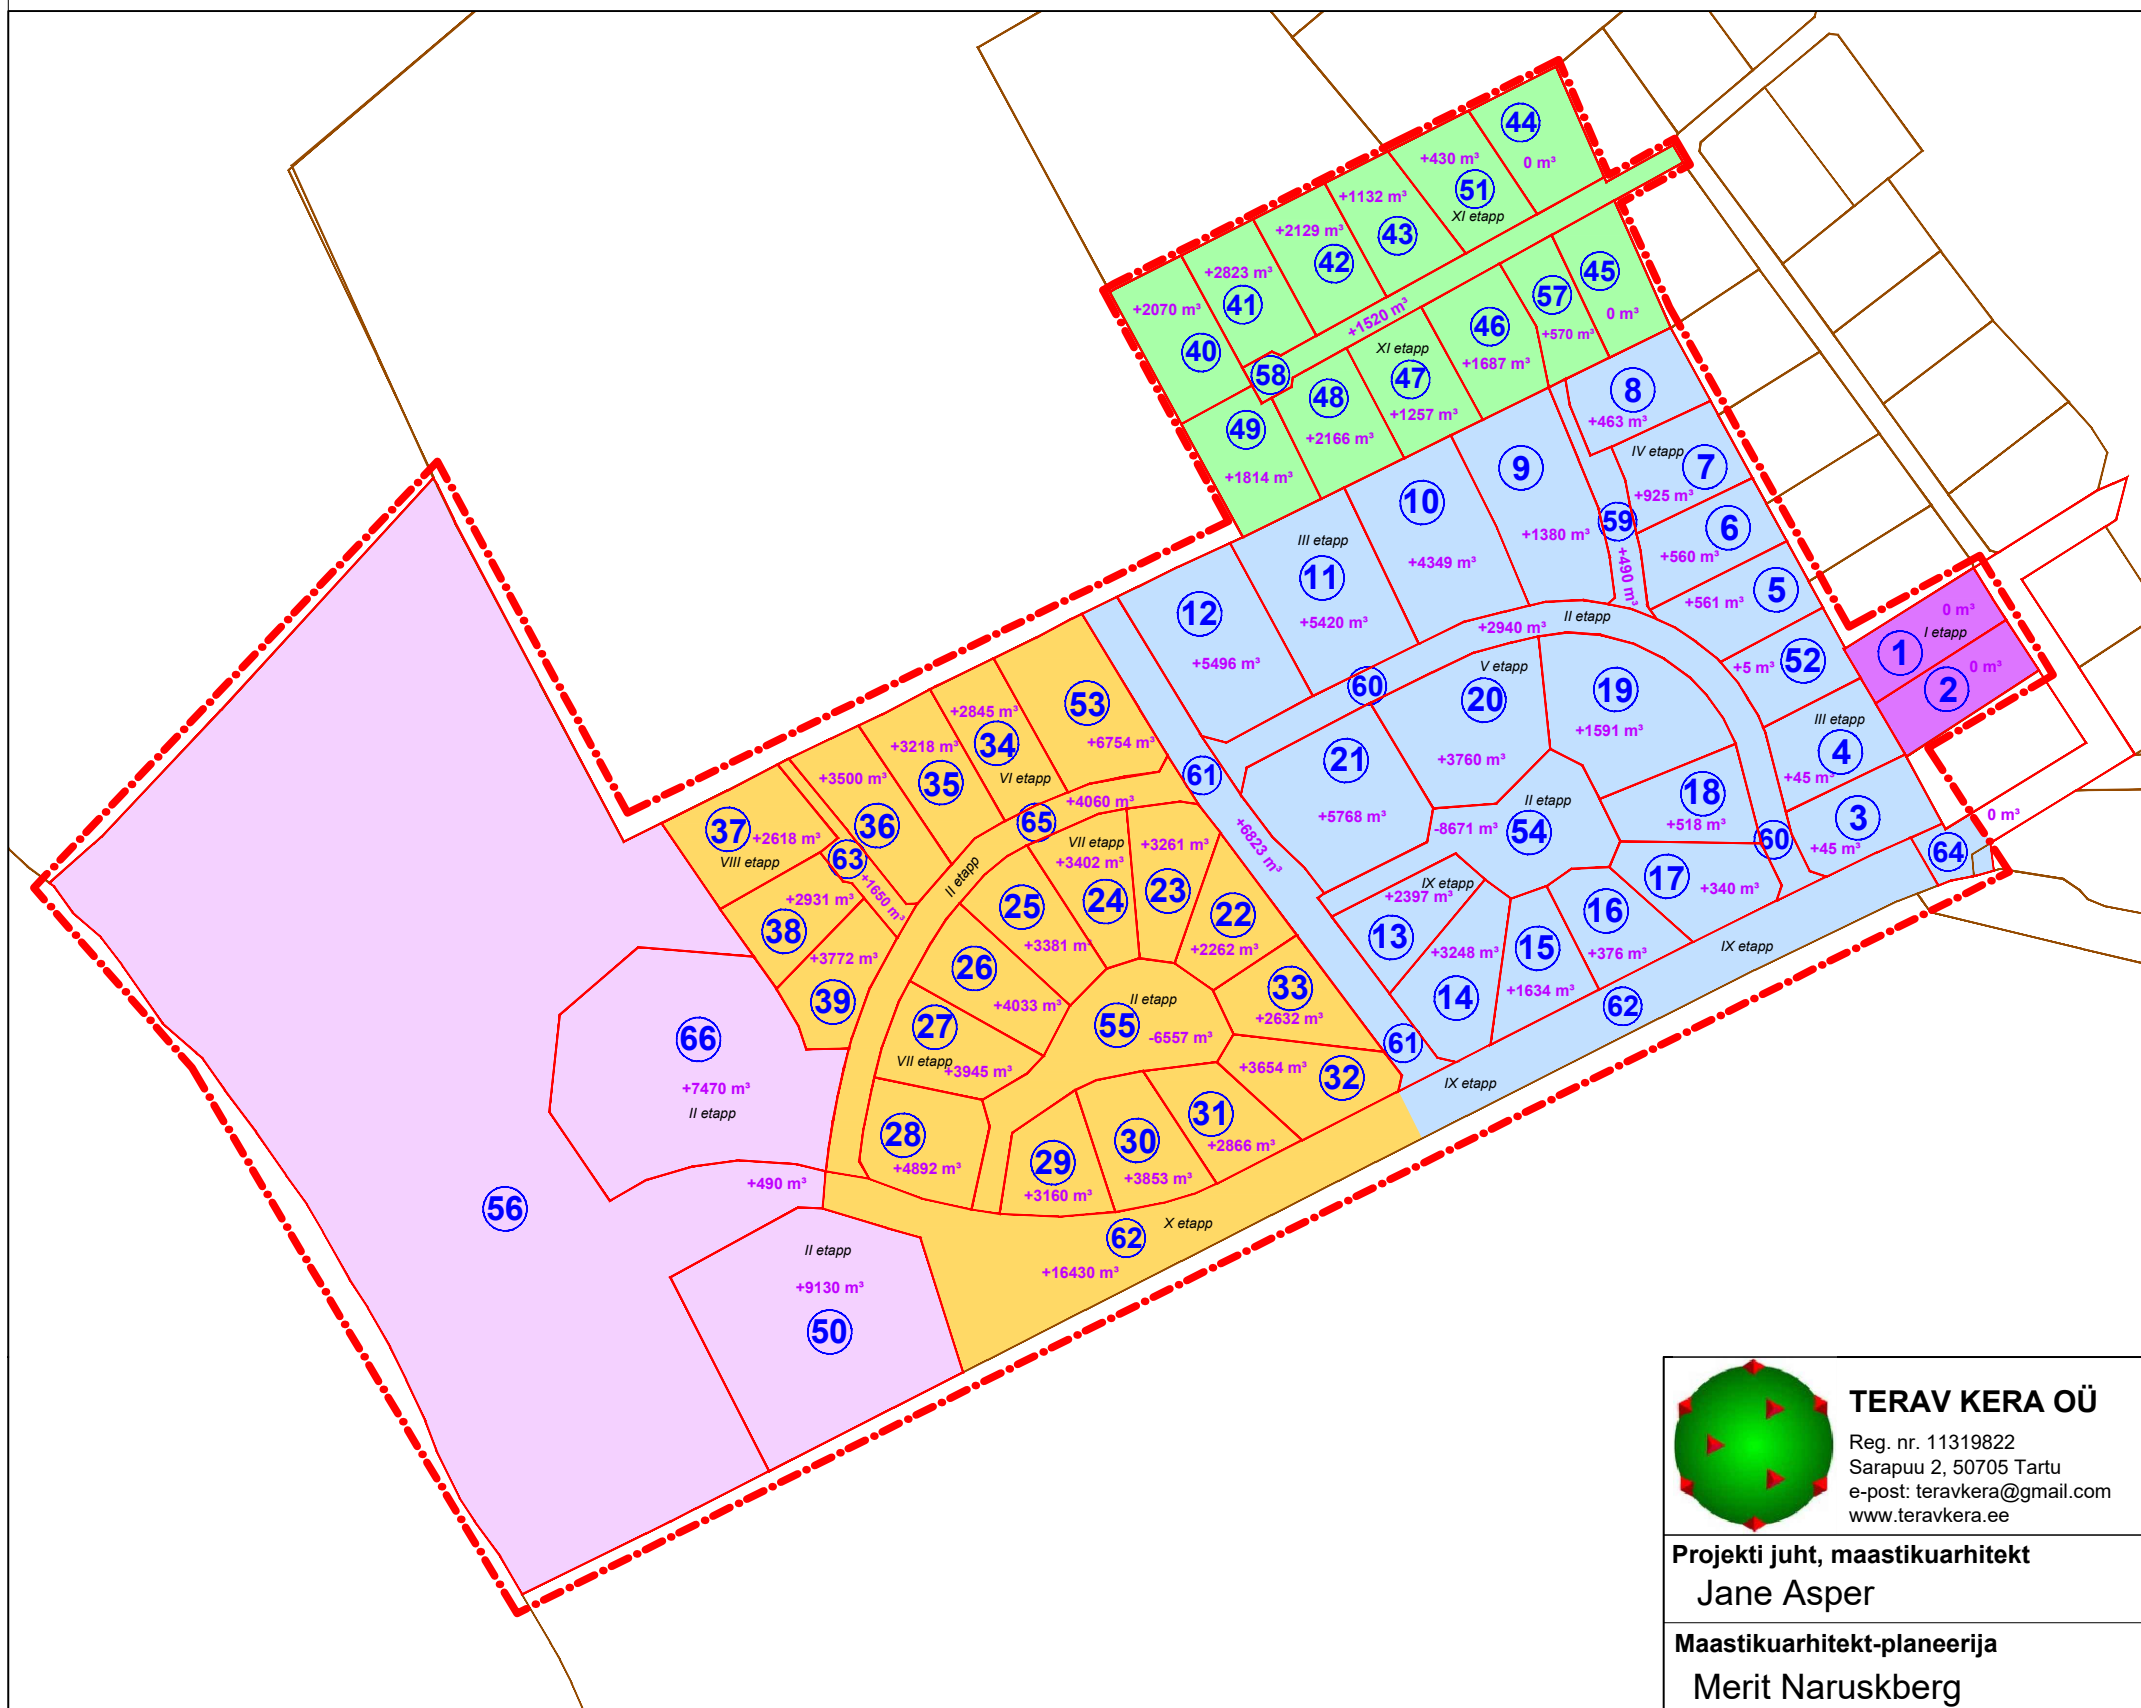 44
+430 m³
0 m³
51
+1132 m³
XI etapp
43
+2129 m³
42
+2823 m³
45
41
57
+2070 m³
+1520 m³
0 m³
46
+570 m³
40
XI etapp
+1687 m³
58
47
8
48
+1257 m³
+463 m³
49
+2166 m³
9
IV etapp
7
+1814 m³
10
+925 m³
59
6
III etapp
+1380 m³
+560 m³
11
+4349 m³
+490 m³
5
+561 m³
12
0 m³
+5420 m³
II etapp
+2940 m³
I etapp
1
+5496 m³
V etapp
+5 m³
52
0 m³
60
20
19
2
53
+2845 m³
III etapp
+1591 m³
34
+6754 m³
+3218 m³
4
+3760 m³
21
61
+3500 m³
35
VI etapp
+45 m³
18
+4060 m³
II etapp
0 m³
+5768 m³
-8671 m³
54
+518 m³
3
65
36
37
+2618 m³
VIII etapp
60
+45 m³
64
VII etapp
+3261 m³
+6823 m³
63
+3402 m³
II etapp
IX etapp
17
+340 m³
+1650 m³
23
+2397 m³
+2931 m³
24
25
22
16
38
13
IX etapp
+3381 m³
+2262 m³
+3248 m³
15
+376 m³
+3772 m³
26
33
+1634 m³
14
39
+4033 m³
II etapp
62
27
55
+2632 m³
66
-6557 m³
61
VII etapp
+3945 m³
+3654 m³
32
IX etapp
+7470 m³
II etapp
31
28
30
+2866 m³
+4892 m³
29
+3853 m³
+490 m³
+3160 m³
56
X etapp
62
II etapp
+16430 m³
+9130 m³
50
TERAV KERA OÜ
Reg. nr. 11319822
Sarapuu 2, 50705 Tartu
e-post: teravkera@gmail.com
www.teravkera.ee
Projekti juht, maastikuarhitekt
Jane Asper
Maastikuarhitekt-planeerija
Merit Naruskberg